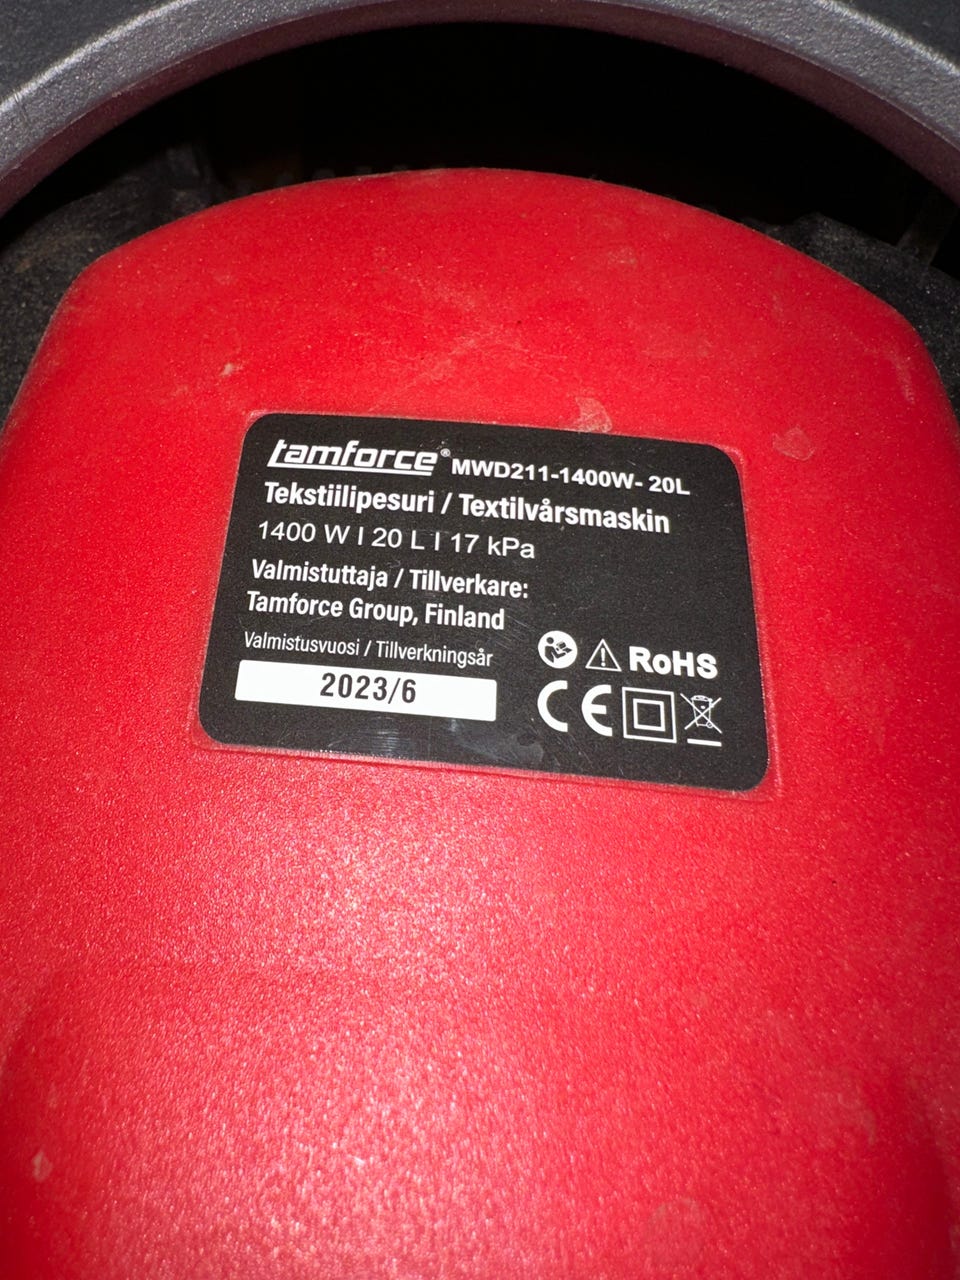 tamforce® MWD211-1400W- 20L
Tekstiilipesuri / Textilvårsmaskin
1400 W I 20 L I 17 kPa
Valmistuttaja / Tillverkare:
Tamforce Group, Finland
Valmistusvuosi / Tillverkningsår
2023/6
RoHS
CE